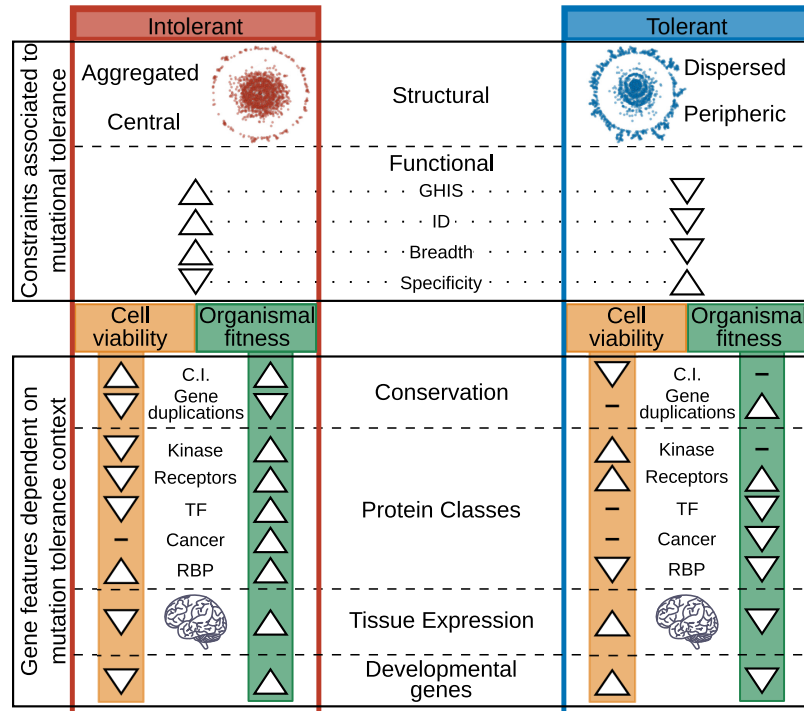 Intolerant
Tolerant
Constraints associated to
mutational tolerance
Aggregated
Central
Structural
Dispersed
Peripheric
Functional
GHIS
ID
Breadth
Specificity
Cell
viability
Organismal
fitness
Cell
viability
Organismal
fitness
Gene features dependent on
mutation tolerance context
C.I.
Gene
duplications
Conservation
C.I.
Gene
duplications
–
–
Kinase
Receptors
TF
Cancer
RBP
–
Protein Classes
Kinase
Receptors
TF
Cancer
RBP
–
–
–
Tissue Expression
Developmental
genes